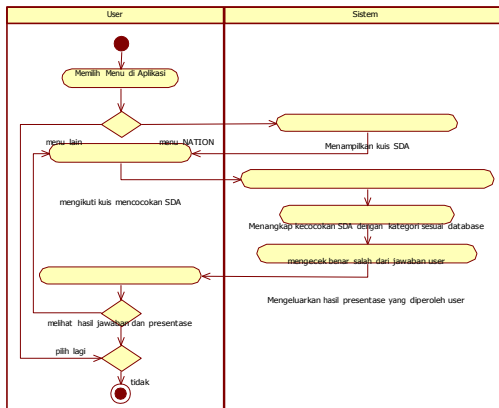 User
Sistem
Memilih Menu di Aplikasi
menu lain
menu NATION
Menampilkan kuis SDA
mengikuti kuis mencocokan SDA
Menangkap kecocokan SDA dengan kategori sesuai database
mengecek benar salah dari jawaban user
Mengeluarkan hasil presentase yang diperoleh user
melihat hasil jawaban dan presentase
pilih lagi
tidak